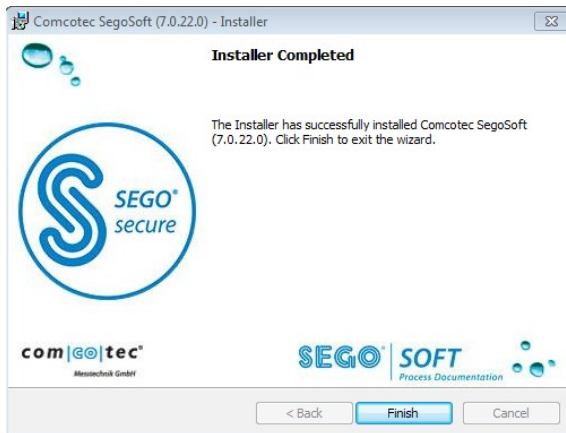 Comcotec SegoSoft (7.0.22.0) - Installer
Installer Completed
The Installer has successfully installed Comcotec SegoSoft
(7.0.22.0). Click Finish to exit the wizard.
SEGO®
secure
com|co|tec®
Messtechnik GmbH
SEGO® SOFT
Process Documentation
< Back
Finish
Cancel